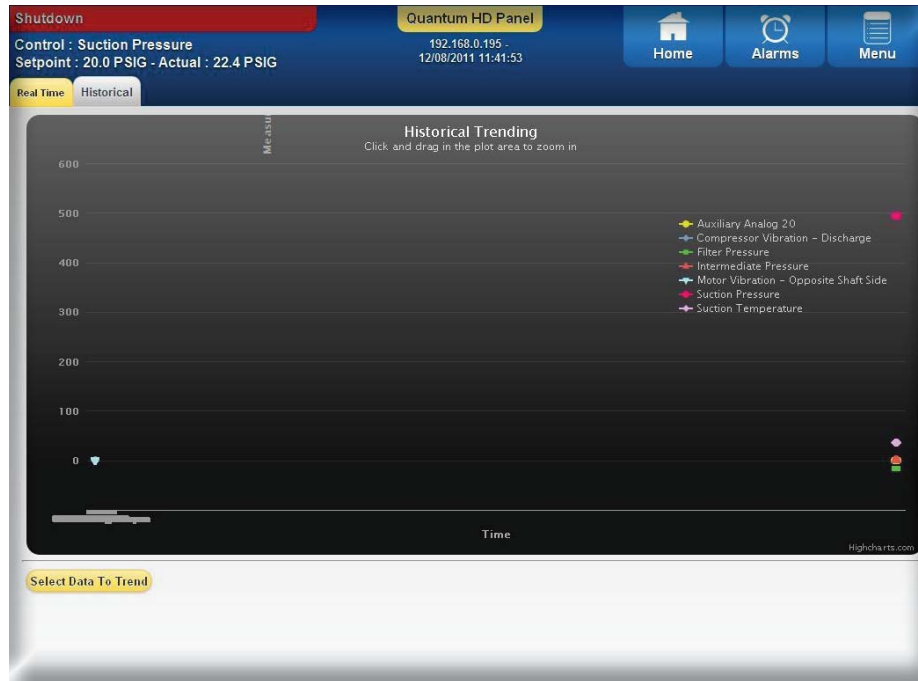 Shutdown
Quantum HD Panel
Control : Suction Pressure
Setpoint : 20.0 PSIG - Actual : 22.4 PSIG
192.168.0.195 -
12/08/2011 11:41:53
Home
Alarms
Menu
Real Time
Historical
Historical Trending
Click and drag in the plot area to zoom in
600
500
400
300
200
100
0
Auxiliary Analog 20
Compressor Vibration - Discharge
Filter Pressure
Intermediate Pressure
Motor Vibration - Opposite Shaft Side
Suction Pressure
Suction Temperature
Time
Highcharts.com
Select Data To Trend